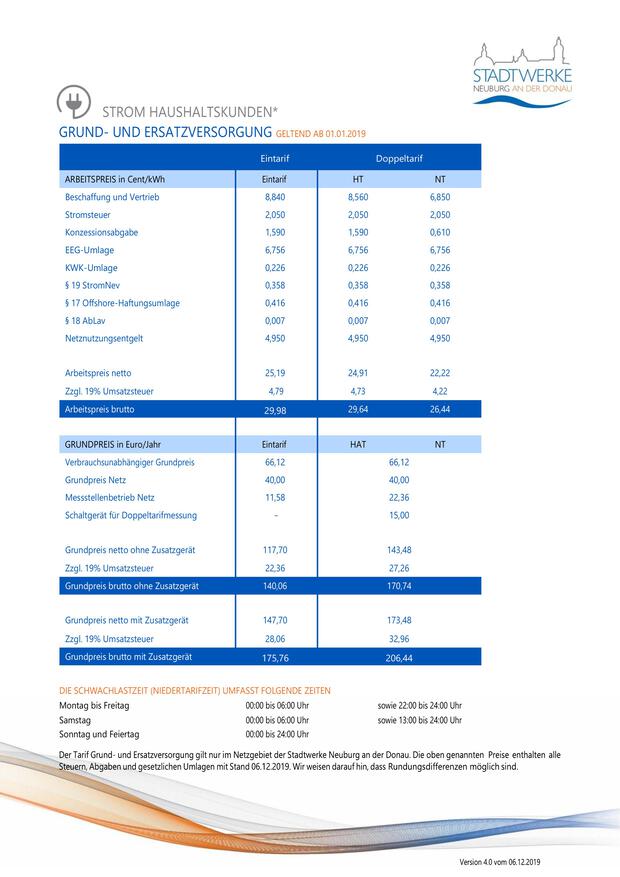 STADTWERKE
NEUBURG AN DER DONAU
STROM HAUSHALTSKUNDEN*
GRUND- UND ERSATZVERSORGUNG GELTEND AB 01.01.2019
Eintarif Doppeltarif
ARBEITSPREIS in Cent/kWh Eintarif HT NT
Beschaffung und Vertrieb 8,840 8,560 6,850
Stromsteuer 2,050 2,050 2,050
Konzessionsabgabe 1,590 1,590 0,610
EEG-Umlage 6,756 6,756 6,756
KWK-Umlage 0,226 0,226 0,226
§ 19 StromNev 0,358 0,358 0,358
§ 17 Offshore-Haftungsumlage 0,416 0,416 0,416
§ 18 AbLav 0,007 0,007 0,007
Netznutzungsentgelt 4,950 4,950 4,950
Arbeitspreis netto 25,19 24,91 22,22
Zzgl. 19% Umsatzsteuer 4,79 4,73 4,22
Arbeitspreis brutto 29,98 29,64 26,44
GRUNDPREIS in Euro/Jahr Eintarif HAT NT
Verbrauchsunabhängiger Grundpreis 66,12 66,12
Grundpreis Netz 40,00 40,00
Messstellenbetrieb Netz 11,58 22,36
Schaltgerät für Doppeltarifmessung – 15,00
Grundpreis netto ohne Zusatzgerät 117,70 143,48
Zzgl. 19% Umsatzsteuer 22,36 27,26
Grundpreis brutto ohne Zusatzgerät 140,06 170,74
Grundpreis netto mit Zusatzgerät 147,70 173,48
Zzgl. 19% Umsatzsteuer 28,06 32,96
Grundpreis brutto mit Zusatzgerät 175,76 206,44
DIE SCHWACHLASTZEIT (NIEDERTARIFZEIT) UMFASST FOLGENDE ZEITEN
Montag bis Freitag 00:00 bis 06:00 Uhr sowie 22:00 bis 24:00 Uhr
Samstag 00:00 bis 06:00 Uhr sowie 13:00 bis 24:00 Uhr
Sonntag und Feiertag 00:00 bis 24:00 Uhr
Der Tarif Grund- und Ersatzversorgung gilt nur im Netzgebiet der Stadtwerke Neuburg an der Donau. Die oben genannten Preise enthalten alle
Steuern, Abgaben und gesetzlichen Umlagen mit Stand 06.12.2019. Wir weisen darauf hin, dass Rundungsdifferenzen möglich sind.
Version 4.0 vom 06.12.2019